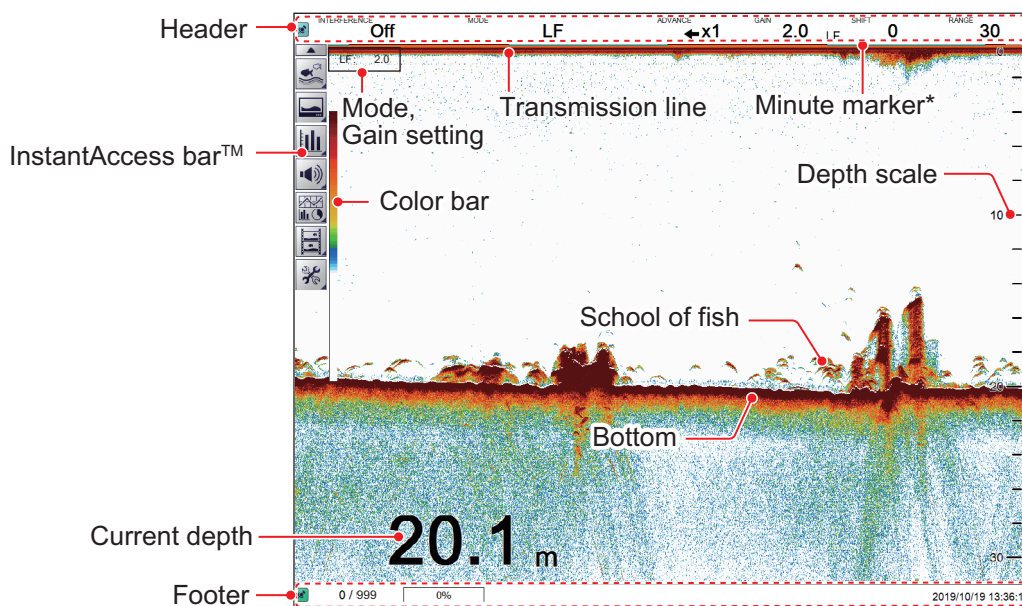 Header
INTERFERENCE MODE ADVANCE GAIN SHIFT RANGE
Off LF x1 2.0 LF 0 30
LF: 2.0
0
Mode,
Gain setting
Transmission line
Minute marker*
InstantAccess bar™
Color bar
Depth scale
10
School of fish
20
Bottom
Current depth
20.1 m
30
Footer
0 / 999
0%
2019/10/19 13:36:1